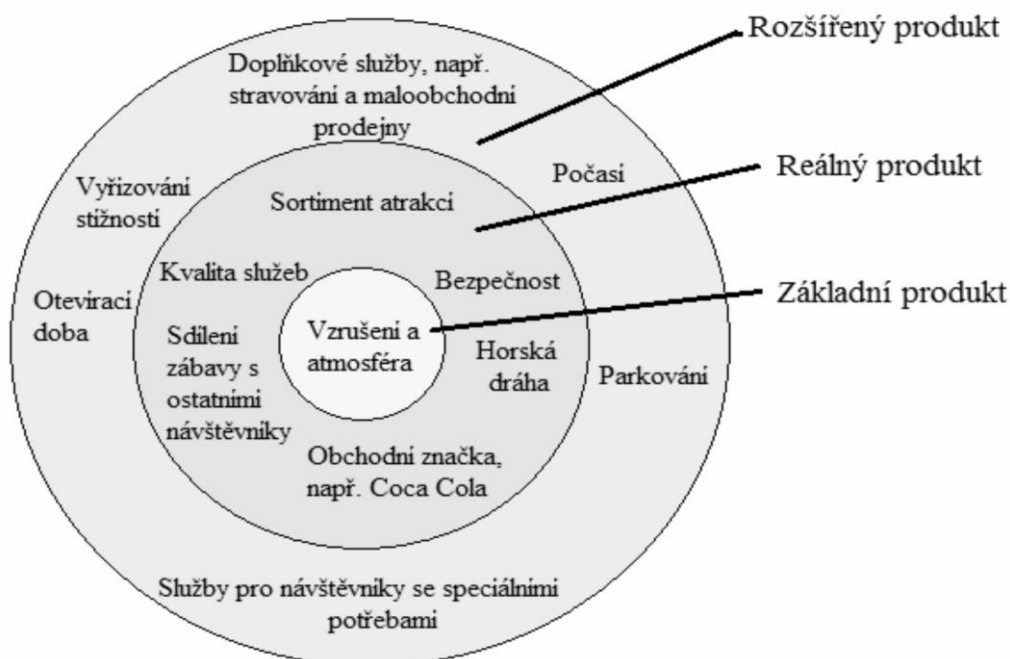 Rozšířený produkt
Doplňkové služby, např.
stravování a maloobchodní
prodejny
Počasí
Reálný produkt
Vyřizování
stížností
Sortiment atrakcí
Kvalita služeb
Bezpečnost
Základní produkt
Otevírací
doba
Vzrušení a
atmosféra
Sdílení
zábavy s
ostatními
návštěvníky
Horská
dráha
Parkování
Obchodní značka,
např. Coca Cola
Služby pro návštěvníky se speciálními
potřebami